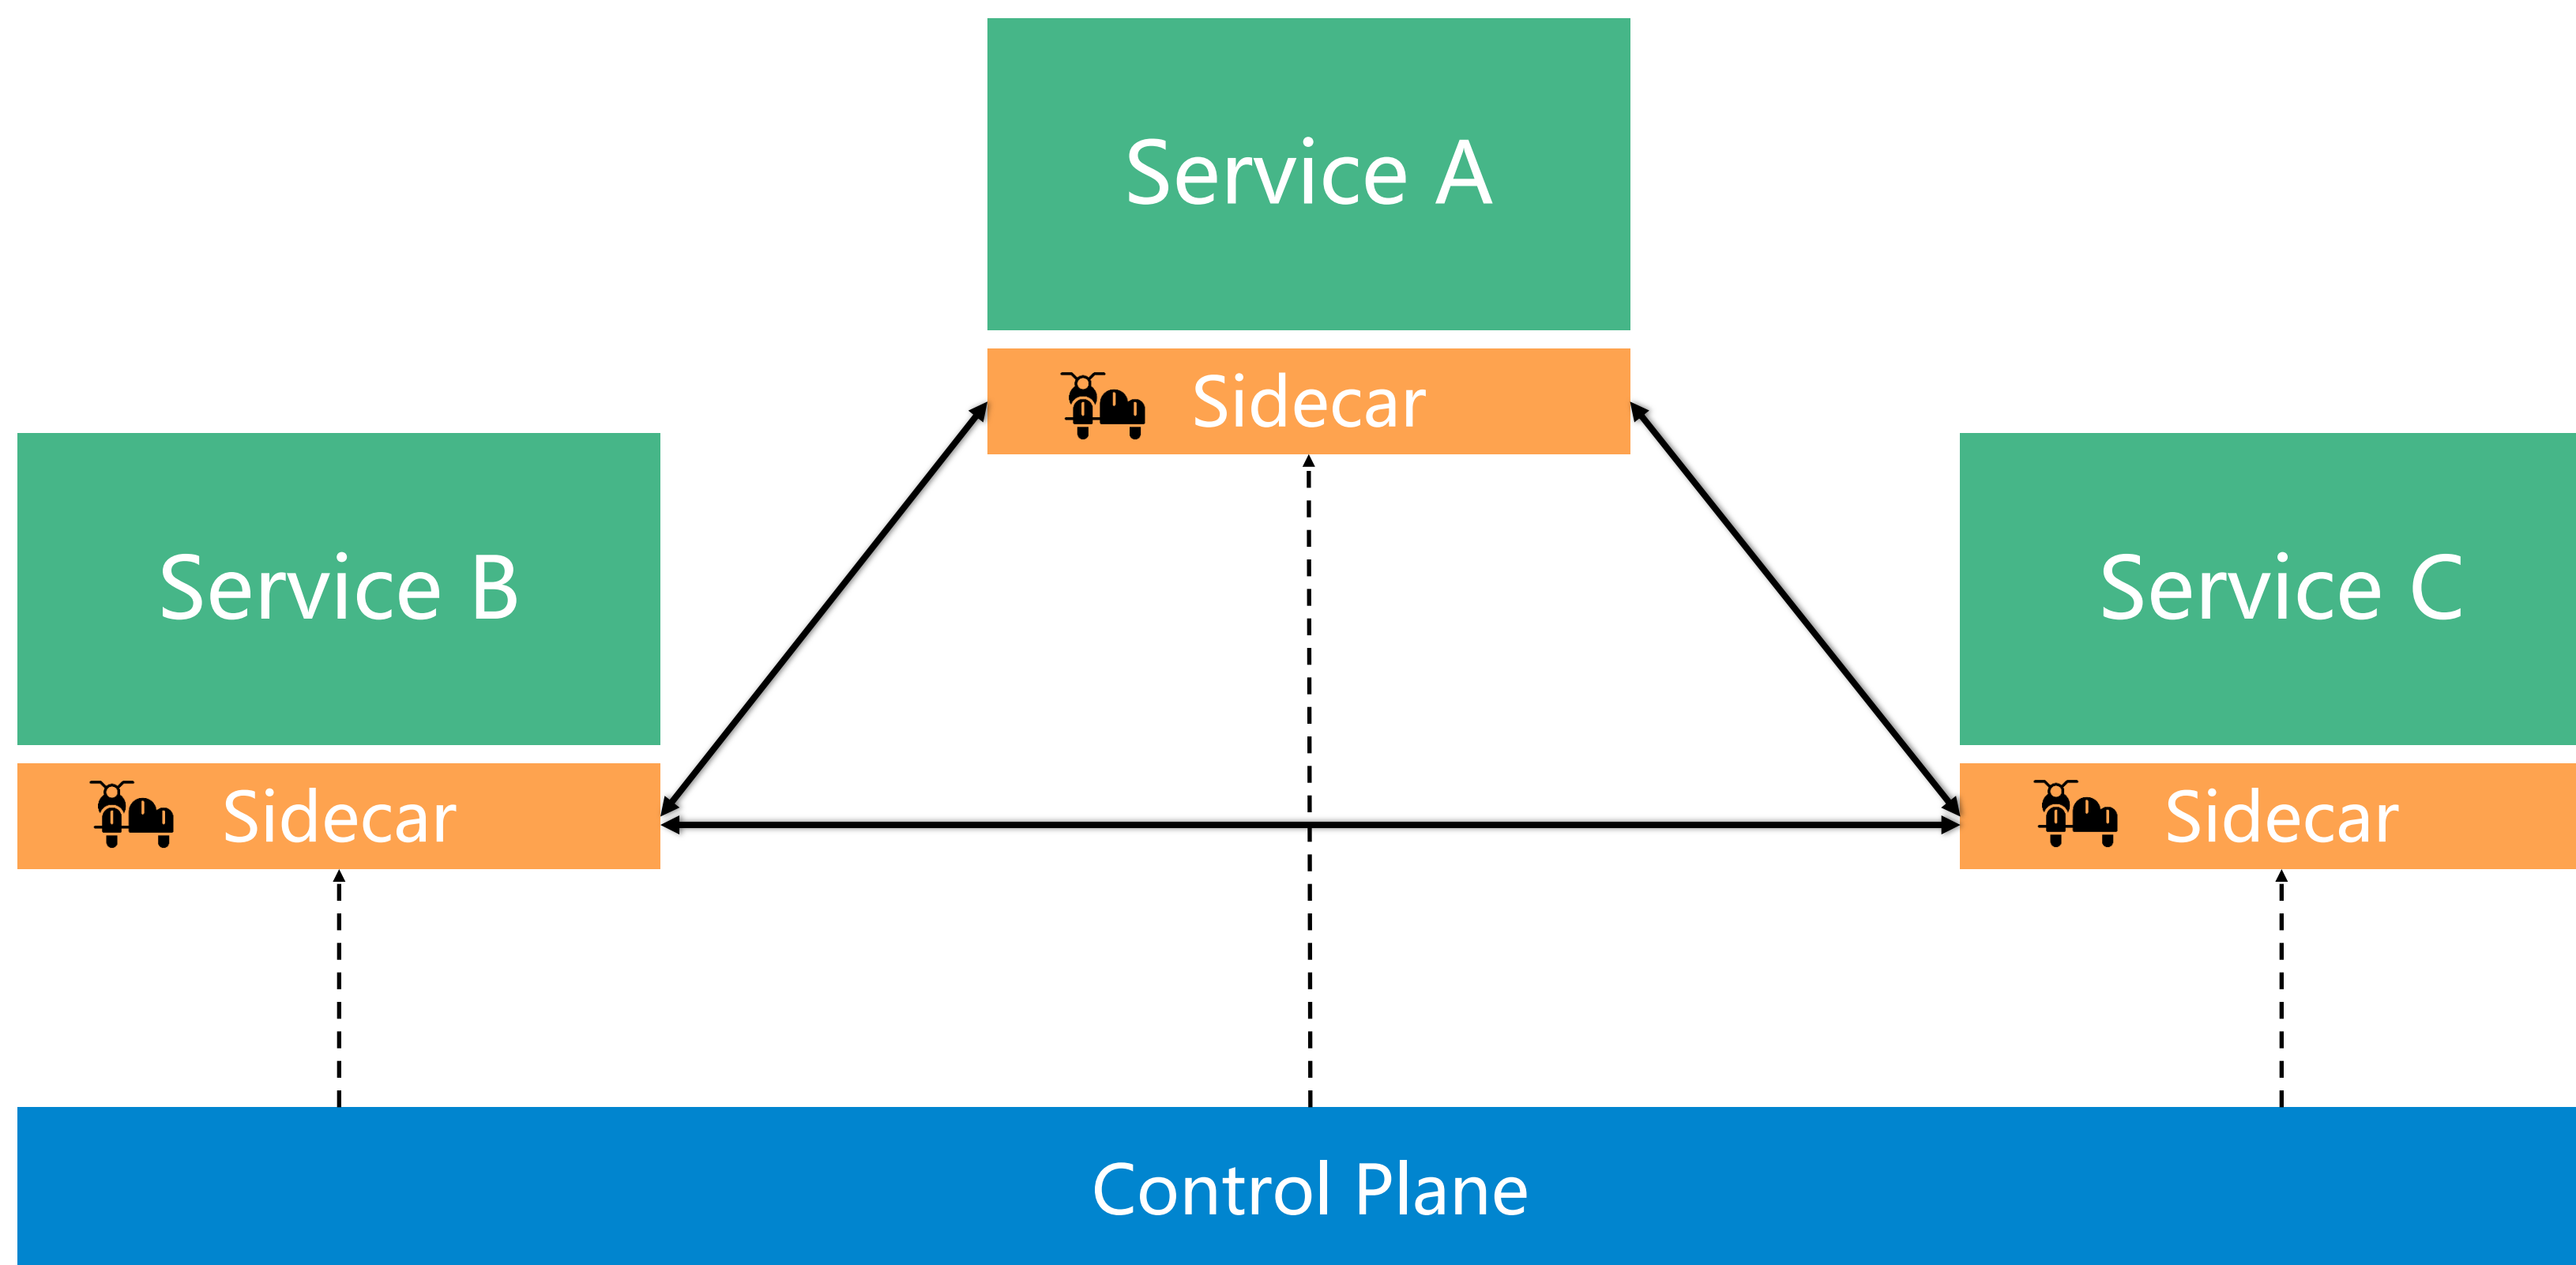 Service A
Sidecar
Service B
Service C
Sidecar
Sidecar
Control Plane